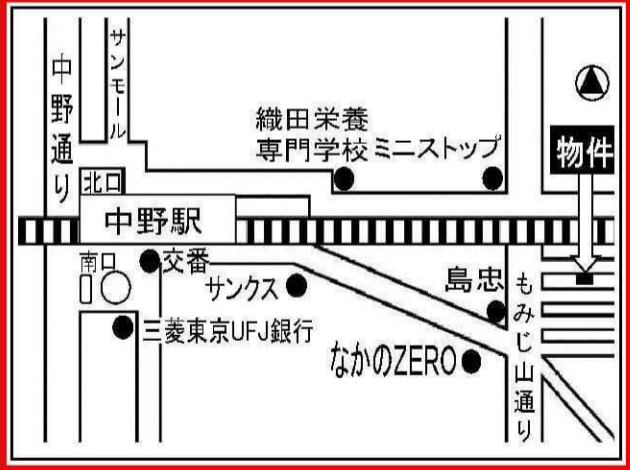 中野通り
サンモール
織田栄養
専門学校
ミニストップ
物件
北口
中野駅
南口
交番
サンクス
島忠
もみじ山通り
三菱東京UFJ銀行
なかのZERO